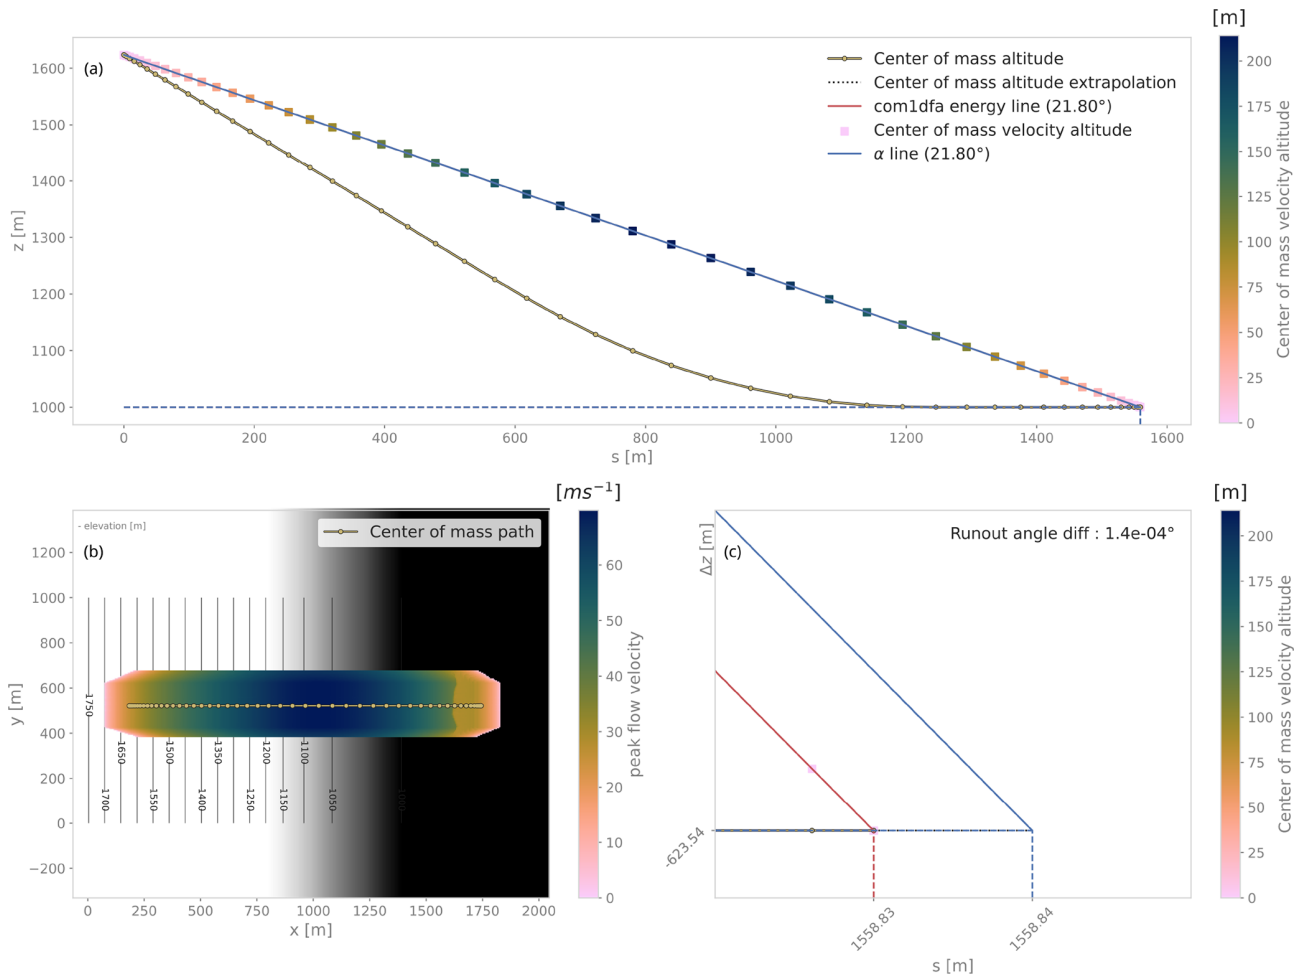 [m]
(a)
Center of mass altitude
Center of mass altitude extrapolation
com1dfa energy line (21.80°)
Center of mass velocity altitude
α line (21.80°)
z [m]
1600
1500
1400
1300
1200
1100
1000
0 200 400 600 800 1000 1200 1400 1600
s [m]
200
175
150
125
100
75
50
25
0
Center of mass velocity altitude
[ms⁻¹]
- elevation [m]
(b)
Center of mass path
y [m]
1200
1000
800
600
400
200
0
−200
1750
1700
1650
1550
1500
1400
1350
1250
1200
1150
1100
1050
1000
0 250 500 750 1000 1250 1500 1750 2000
x [m]
60
50
40
30
20
10
0
peak flow velocity
[m]
Δz [m]
(c)
Runout angle diff : 1.4e-04°
-623.54
1558.83
1558.84
s [m]
200
175
150
125
100
75
50
25
0
Center of mass velocity altitude